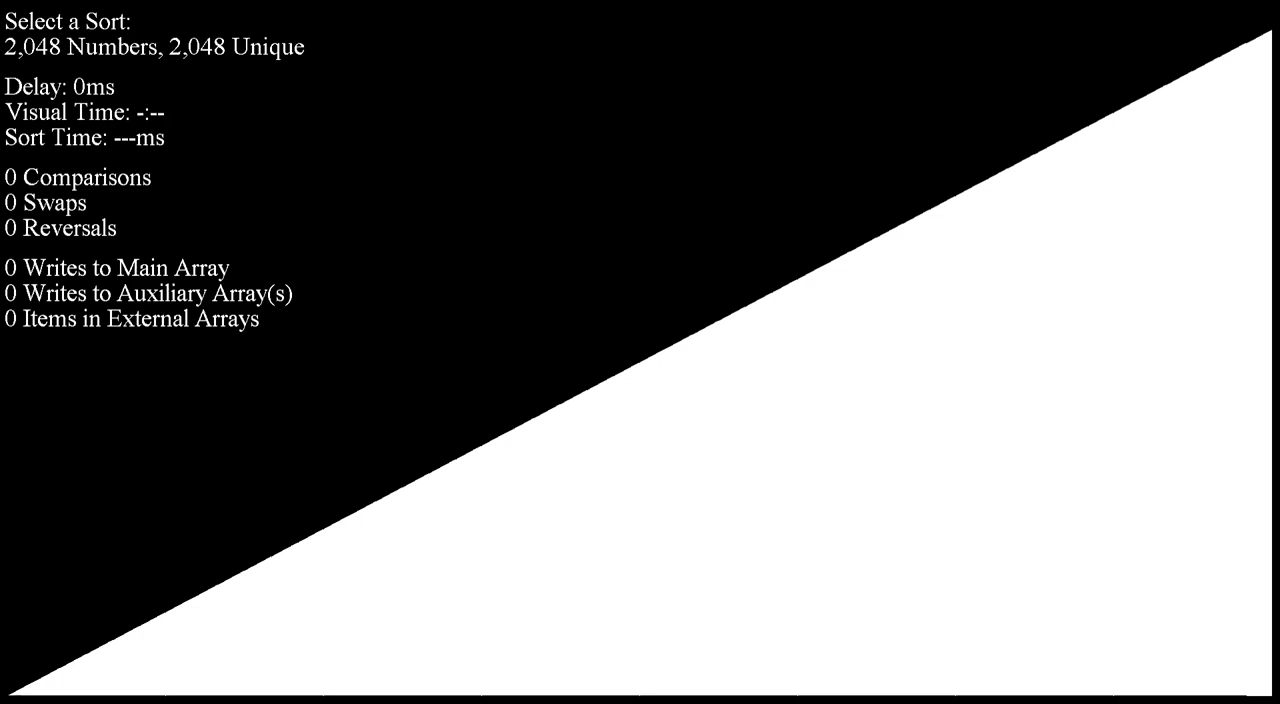 Select a Sort:
2,048 Numbers, 2,048 Unique
Delay: 0ms
Visual Time: -:--
Sort Time: ---ms
0 Comparisons
0 Swaps
0 Reversals
0 Writes to Main Array
0 Writes to Auxiliary Array(s)
0 Items in External Arrays